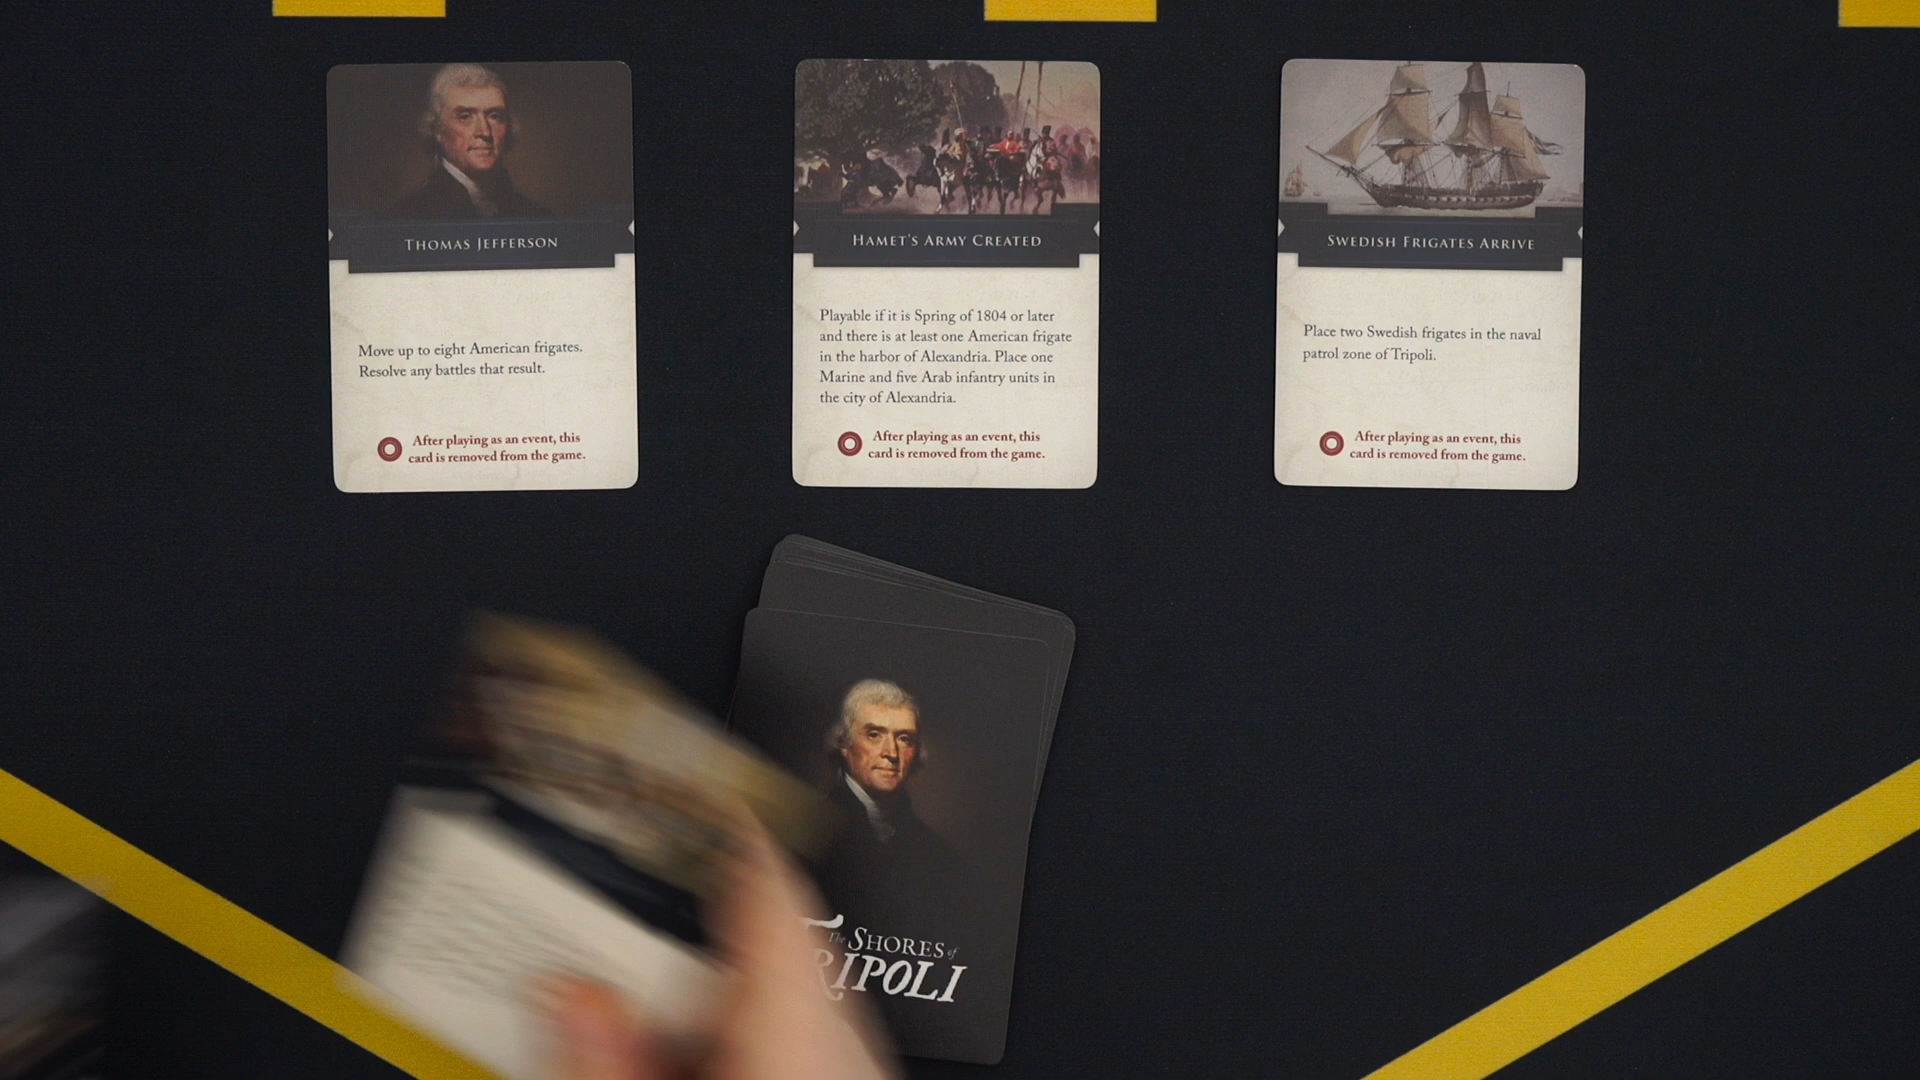 THOMAS JEFFERSON
Move up to eight American frigates.
Resolve any battles that result.
After playing as an event, this
card is removed from the game.
HAMET'S ARMY CREATED
Playable if it is Spring of 1804 or later
and there is at least one American frigate
in the harbor of Alexandria. Place one
Marine and five Arab infantry units in
the city of Alexandria.
After playing as an event, this
card is removed from the game.
SWEDISH FRIGATES ARRIVE
Place two Swedish frigates in the naval
patrol zone of Tripoli.
After playing as an event, this
card is removed from the game.
The SHORES of
TRIPOLI